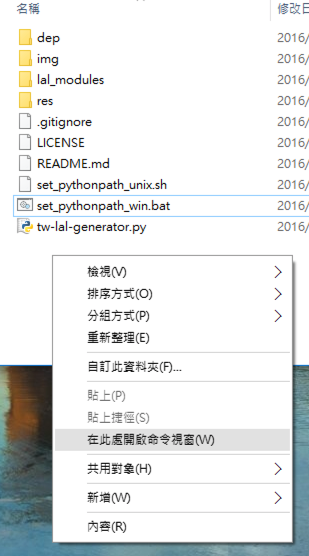 名稱 修改日
dep 2016/
img 2016/
lal_modules 2016/
res 2016/
.gitignore 2016/
LICENSE 2016/
README.md 2016/
set_pythonpath_unix.sh 2016/
set_pythonpath_win.bat 2016/
tw-lal-generator.py 2016/
檢視(V)
排序方式(O)
分組方式(P)
重新整理(E)
自訂此資料夾(F)...
貼上(P)
貼上捷徑(S)
在此處開啟命令視窗(W)
共用對象(H)
新增(W)
內容(R)